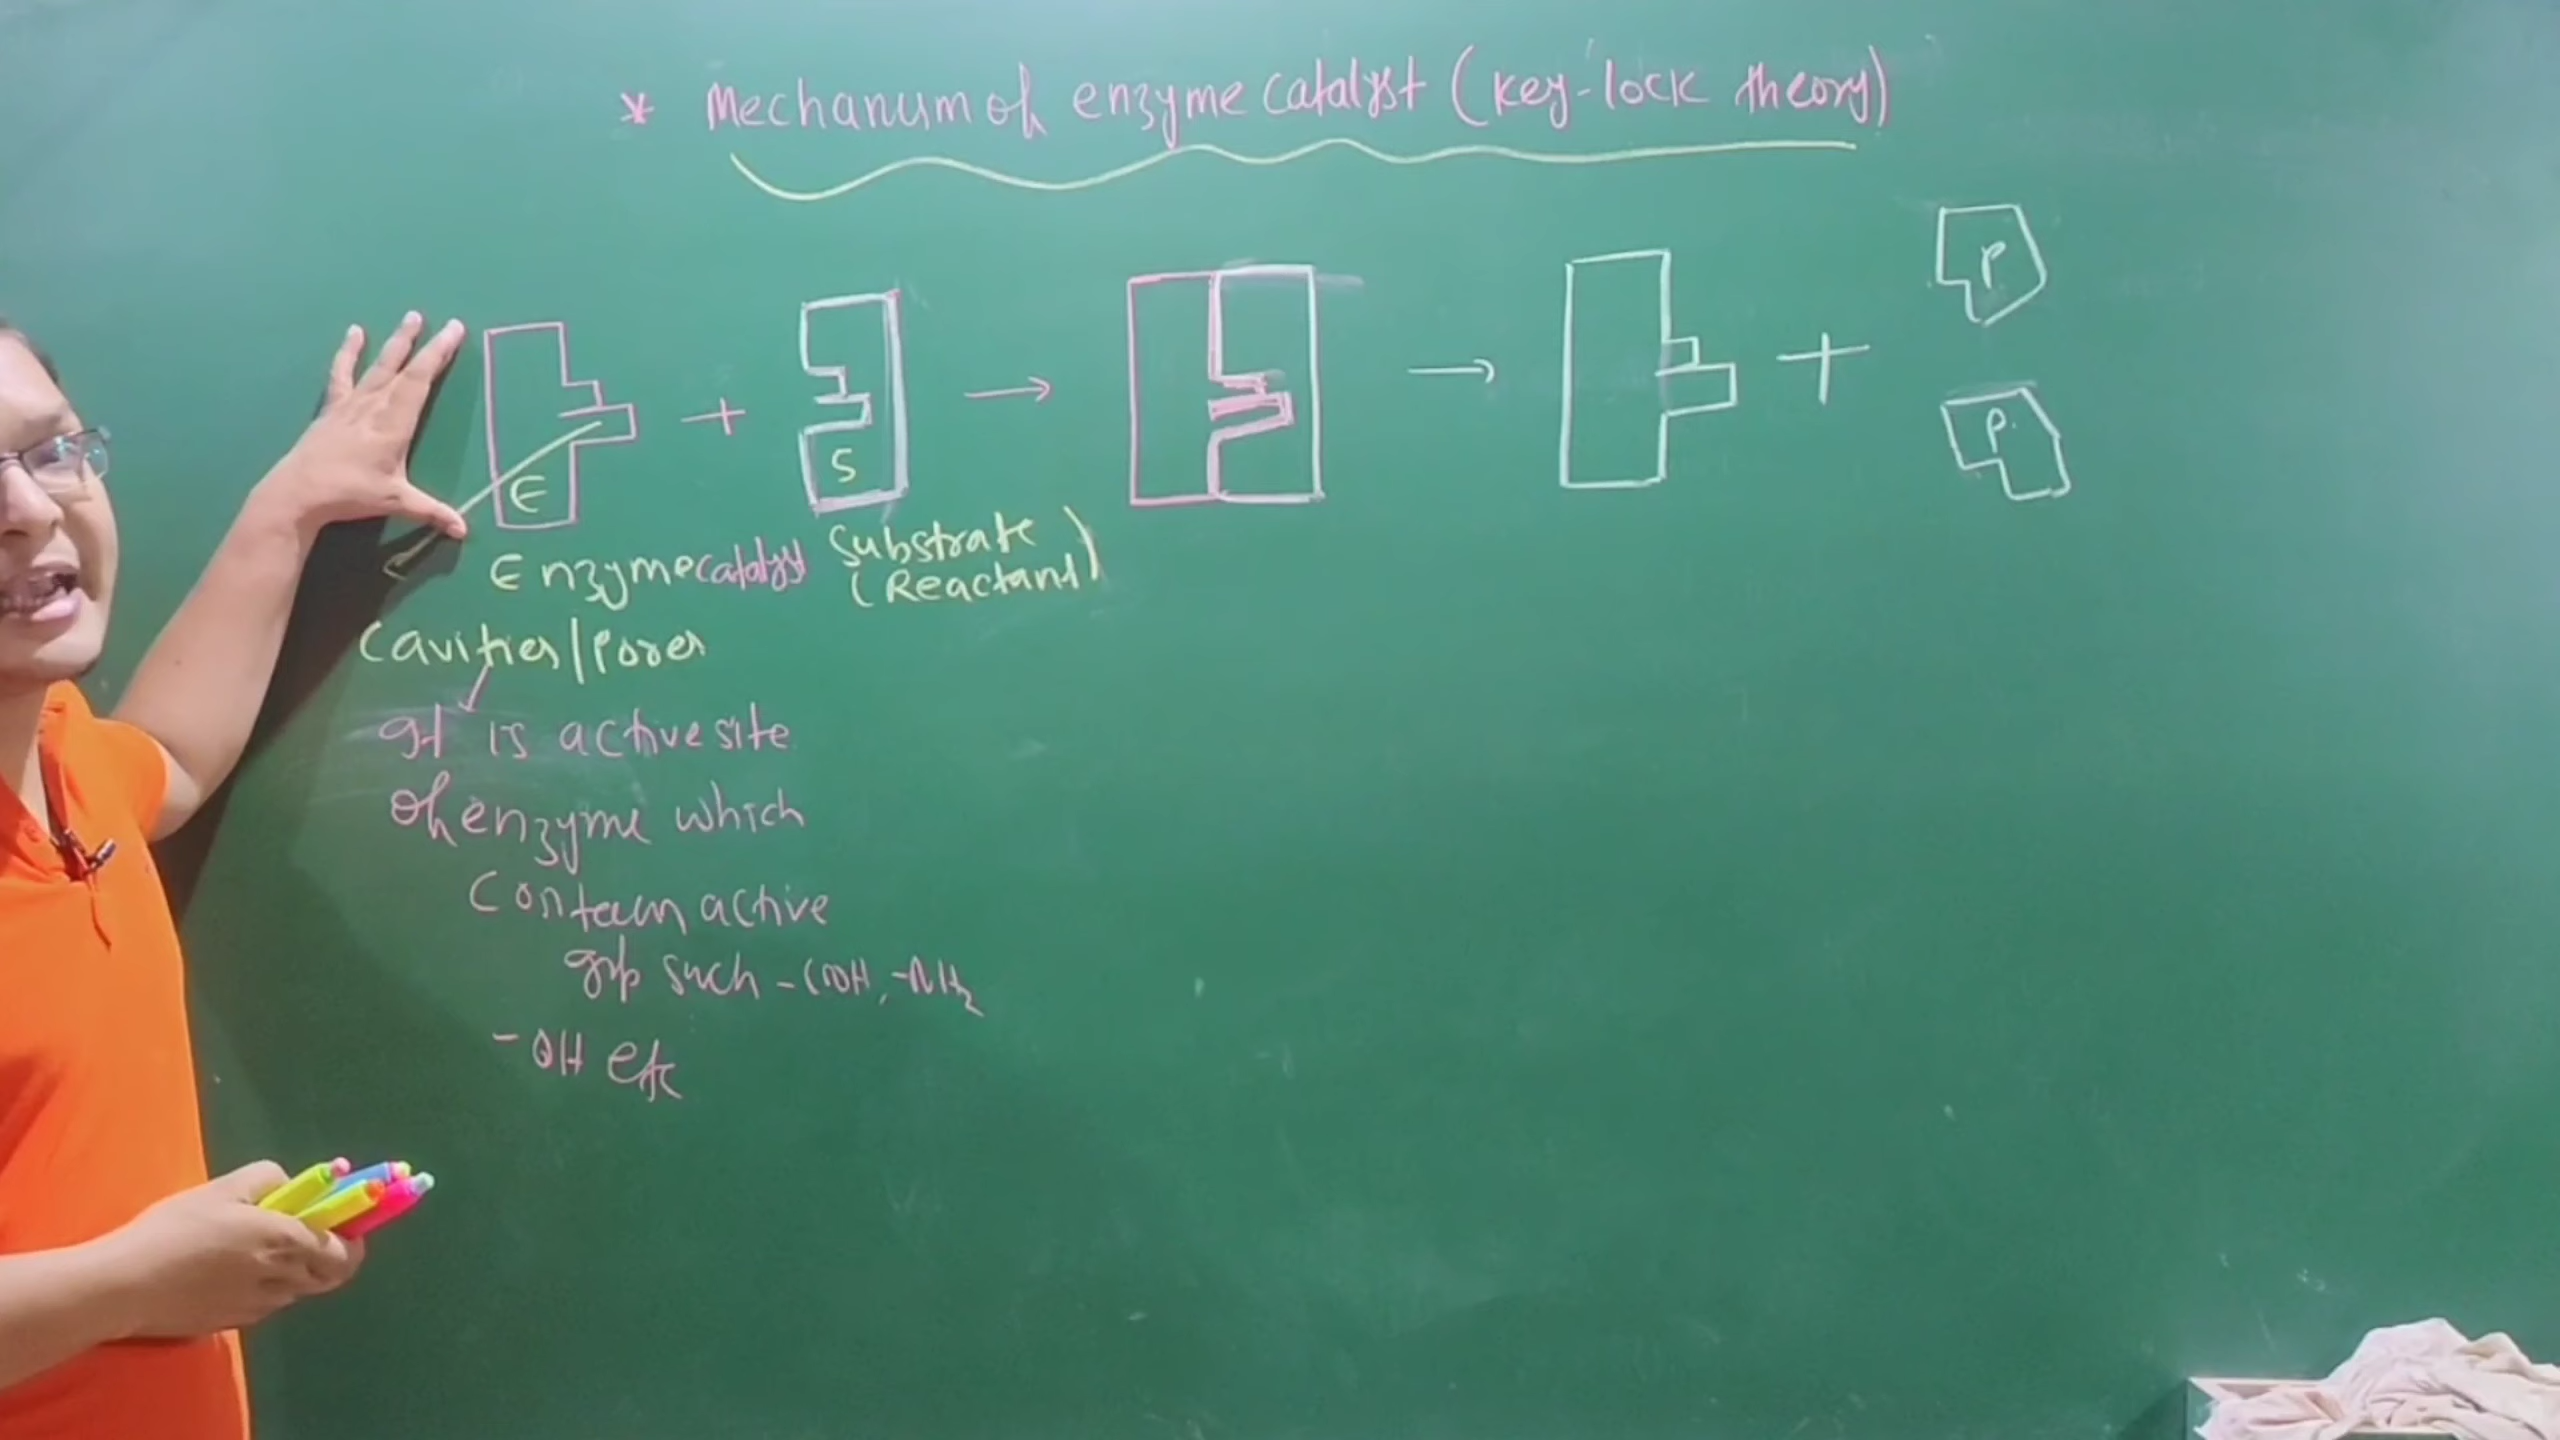 * Mechanum of enzyme catalyst (key-lock theory)
P
P.
E
S
Enzyme catalyst
Substrate
(Reactant)
Cavities/Pores
It is active site
of enzyme which
Contain active
grp such -COOH, -NH2
-OH etc